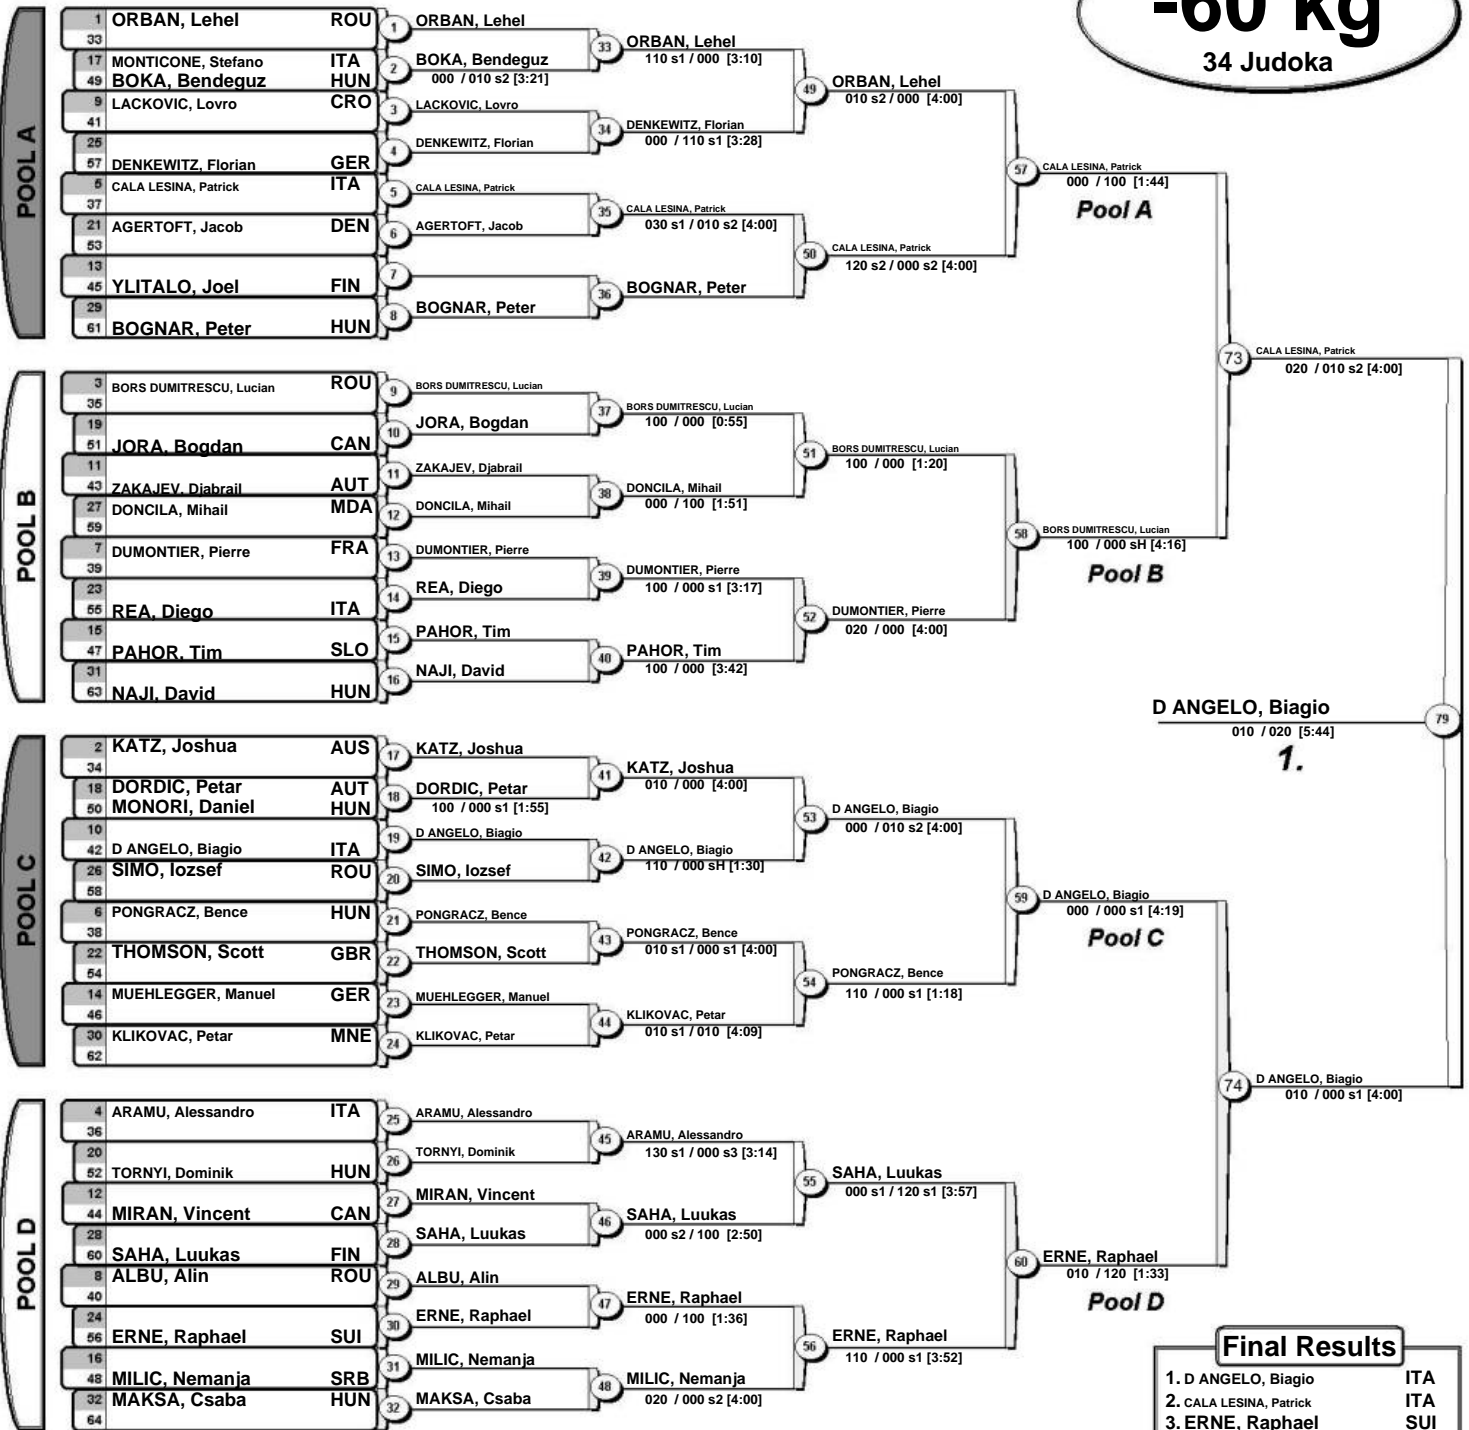 -60 kg
34 Judoka
POOL A
1 ORBAN, Lehel ROU
33
17 MONTICONE, Stefano ITA
49 BOKA, Bendeguz HUN
9 LACKOVIC, Lovro CRO
41
25
57 DENKEWITZ, Florian GER
5 CALA LESINA, Patrick ITA
37
21 AGERTOFT, Jacob DEN
53
13
45 YLITALO, Joel FIN
29
61 BOGNAR, Peter HUN
1 ORBAN, Lehel
2 BOKA, Bendeguz
000 / 010 s2 [3:21]
3 LACKOVIC, Lovro
4 DENKEWITZ, Florian
5 CALA LESINA, Patrick
6 AGERTOFT, Jacob
7
8 BOGNAR, Peter
33 ORBAN, Lehel
110 s1 / 000 [3:10]
34 DENKEWITZ, Florian
000 / 110 s1 [3:28]
35 CALA LESINA, Patrick
030 s1 / 010 s2 [4:00]
36 BOGNAR, Peter
49 ORBAN, Lehel
010 s2 / 000 [4:00]
50 CALA LESINA, Patrick
120 s2 / 000 s2 [4:00]
57 CALA LESINA, Patrick
000 / 100 [1:44]
Pool A
POOL B
3 BORS DUMITRESCU, Lucian ROU
35
19
51 JORA, Bogdan CAN
11
43 ZAKAJEV, Djabrail AUT
27 DONCILA, Mihail MDA
59
7 DUMONTIER, Pierre FRA
39
23
55 REA, Diego ITA
15
47 PAHOR, Tim SLO
31
63 NAJI, David HUN
9 BORS DUMITRESCU, Lucian
10 JORA, Bogdan
11 ZAKAJEV, Djabrail
12 DONCILA, Mihail
13 DUMONTIER, Pierre
14 REA, Diego
15 PAHOR, Tim
16 NAJI, David
37 BORS DUMITRESCU, Lucian
100 / 000 [0:55]
38 DONCILA, Mihail
000 / 100 [1:51]
39 DUMONTIER, Pierre
100 / 000 s1 [3:17]
40 PAHOR, Tim
100 / 000 [3:42]
51 BORS DUMITRESCU, Lucian
100 / 000 [1:20]
52 DUMONTIER, Pierre
020 / 000 [4:00]
58 BORS DUMITRESCU, Lucian
100 / 000 sH [4:16]
Pool B
73 CALA LESINA, Patrick
020 / 010 s2 [4:00]
D ANGELO, Biagio 79
010 / 020 [5:44]
1.
POOL C
2 KATZ, Joshua AUS
34
18 DORDIC, Petar AUT
50 MONORI, Daniel HUN
10
42 D ANGELO, Biagio ITA
26 SIMO, Iozsef ROU
58
6 PONGRACZ, Bence HUN
38
22 THOMSON, Scott GBR
54
14 MUEHLEGGER, Manuel GER
46
30 KLIKOVAC, Petar MNE
62
17 KATZ, Joshua
18 DORDIC, Petar
100 / 000 s1 [1:55]
19 D ANGELO, Biagio
20 SIMO, Iozsef
21 PONGRACZ, Bence
22 THOMSON, Scott
23 MUEHLEGGER, Manuel
24 KLIKOVAC, Petar
41 KATZ, Joshua
010 / 000 [4:00]
42 D ANGELO, Biagio
110 / 000 sH [1:30]
43 PONGRACZ, Bence
010 s1 / 000 s1 [4:00]
44 KLIKOVAC, Petar
010 s1 / 010 [4:09]
53 D ANGELO, Biagio
000 / 010 s2 [4:00]
54 PONGRACZ, Bence
110 / 000 s1 [1:18]
59 D ANGELO, Biagio
000 / 000 s1 [4:19]
Pool C
POOL D
4 ARAMU, Alessandro ITA
36
20
52 TORNYI, Dominik HUN
12
44 MIRAN, Vincent CAN
28
60 SAHA, Luukas FIN
8 ALBU, Alin ROU
40
24
56 ERNE, Raphael SUI
16
48 MILIC, Nemanja SRB
32 MAKSA, Csaba HUN
64
25 ARAMU, Alessandro
26 TORNYI, Dominik
27 MIRAN, Vincent
28 SAHA, Luukas
29 ALBU, Alin
30 ERNE, Raphael
31 MILIC, Nemanja
32 MAKSA, Csaba
45 ARAMU, Alessandro
130 s1 / 000 s3 [3:14]
46 SAHA, Luukas
000 s2 / 100 [2:50]
47 ERNE, Raphael
000 / 100 [1:36]
48 MILIC, Nemanja
020 / 000 s2 [4:00]
55 SAHA, Luukas
000 s1 / 120 s1 [3:57]
56 ERNE, Raphael
110 / 000 s1 [3:52]
60 ERNE, Raphael
010 / 120 [1:33]
Pool D
74 D ANGELO, Biagio
010 / 000 s1 [4:00]
Final Results
1. D ANGELO, Biagio ITA
2. CALA LESINA, Patrick ITA
3. ERNE, Raphael SUI